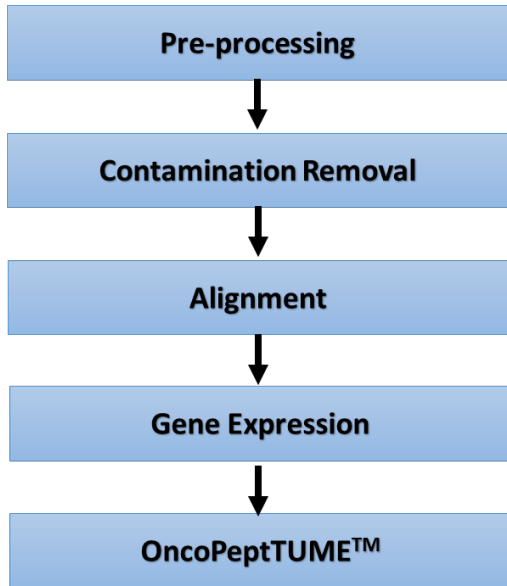 Pre-processing
Contamination Removal
Alignment
Gene Expression
OncoPeptTUME™